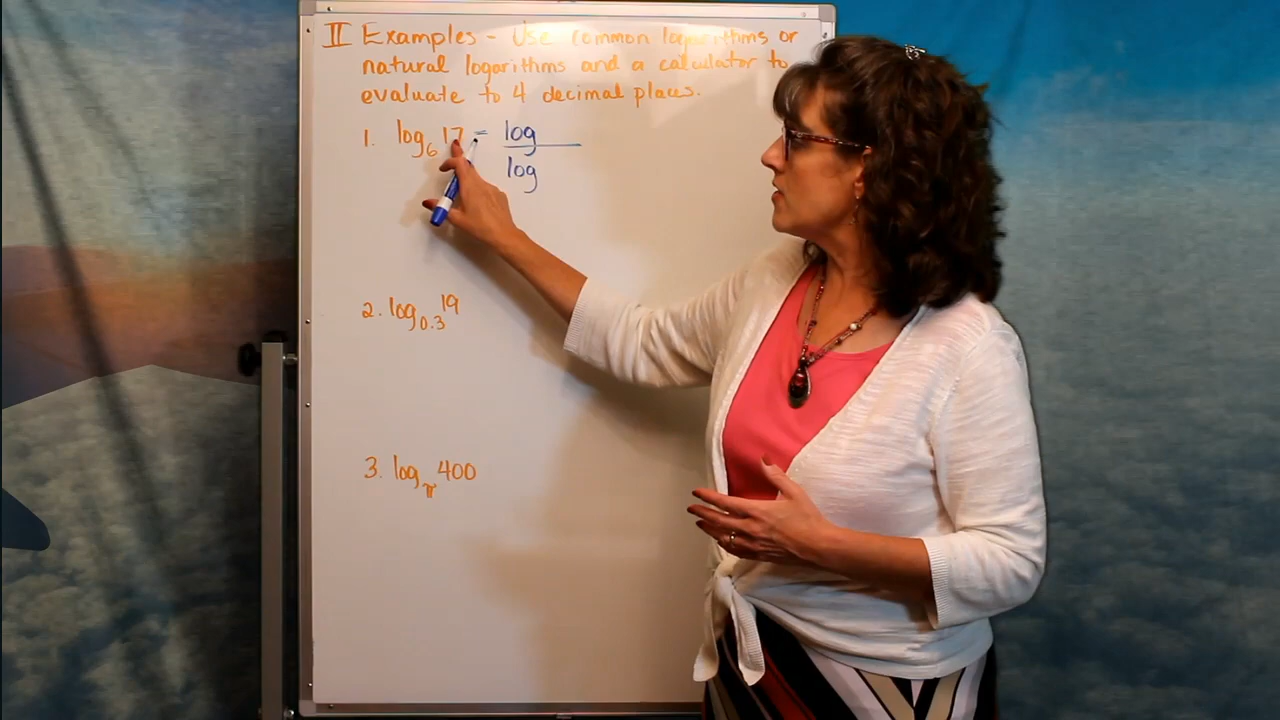 II Examples - Use common logarithms or
natural logarithms and a calculator to
evaluate to 4 decimal places.
1. log₆ 17 = log
log
2. log₀.₃ 19
3. log_π 400